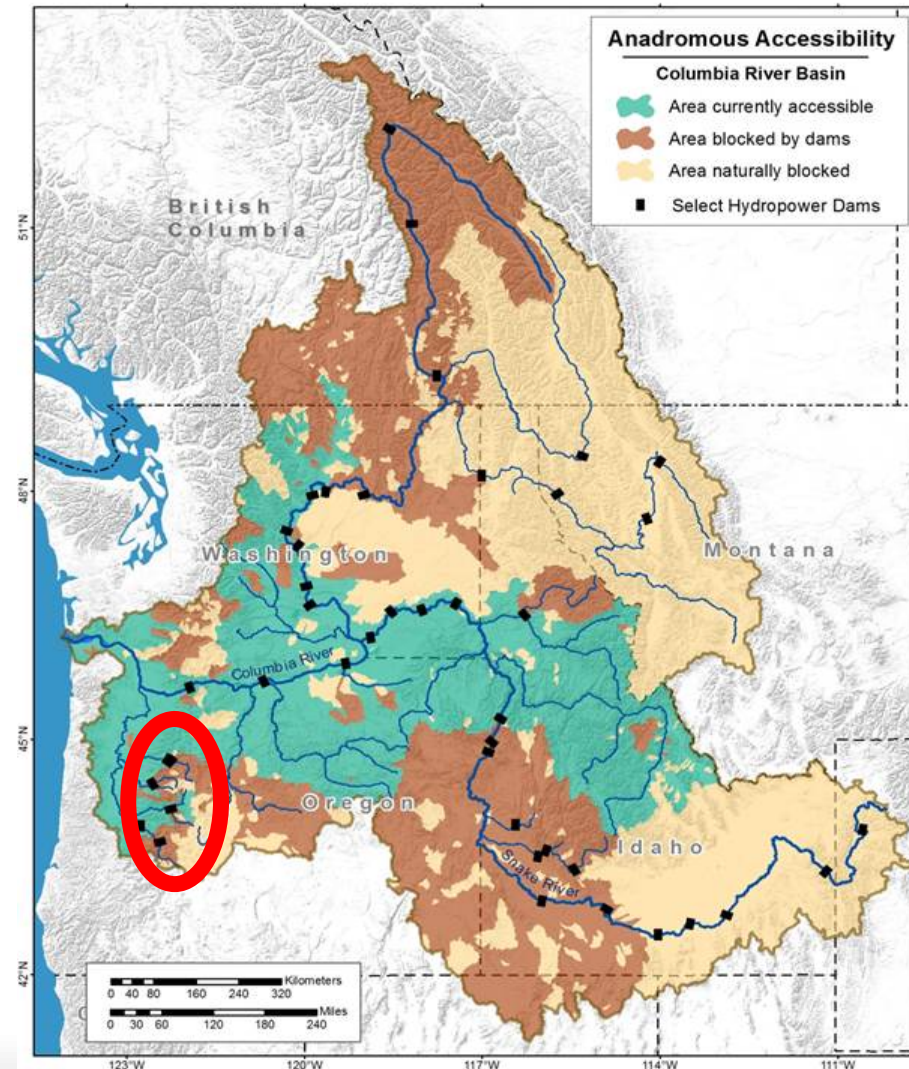 Anadromous Accessibility
Columbia River Basin
Area currently accessible
Area blocked by dams
Area naturally blocked
Select Hydropower Dams
British
Columbia
51°N
48°N
Washington
Montana
Columbia River
45°N
Oregon
Idaho
Snake River
42°N
Kilometers
0 40 80 160 240 320
Miles
0 30 60 120 180 240
123°W 120°W 117°W 114°W 111°W